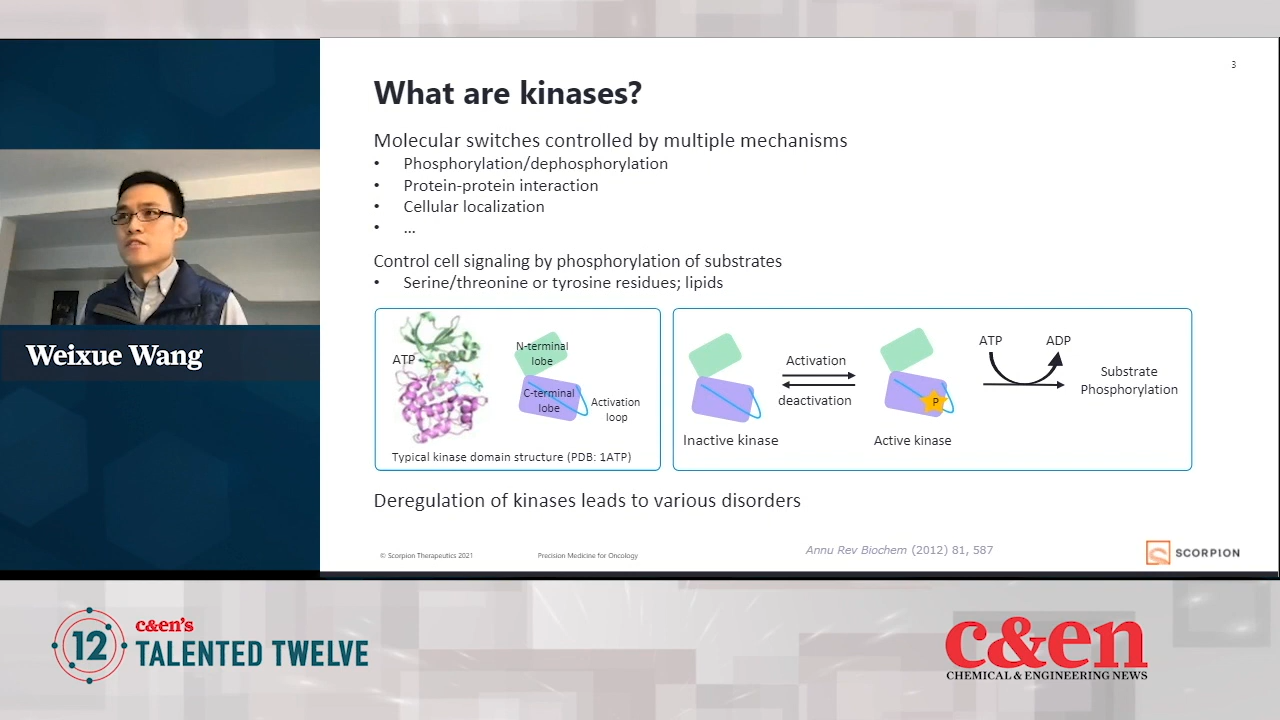 3
What are kinases?
Molecular switches controlled by multiple mechanisms
• Phosphorylation/dephosphorylation
• Protein-protein interaction
• Cellular localization
• ...
Control cell signaling by phosphorylation of substrates
• Serine/threonine or tyrosine residues; lipids
ATP
N-terminal
lobe
C-terminal
lobe
Activation
loop
Typical kinase domain structure (PDB: 1ATP)
Activation
deactivation
Inactive kinase
P
Active kinase
ATP
ADP
Substrate
Phosphorylation
Deregulation of kinases leads to various disorders
© Scorpion Therapeutics 2021
Precision Medicine for Oncology
Annu Rev Biochem (2012) 81, 587
SCORPION
Weixue Wang
12
c&en's
TALENTED TWELVE
c&en
CHEMICAL & ENGINEERING NEWS